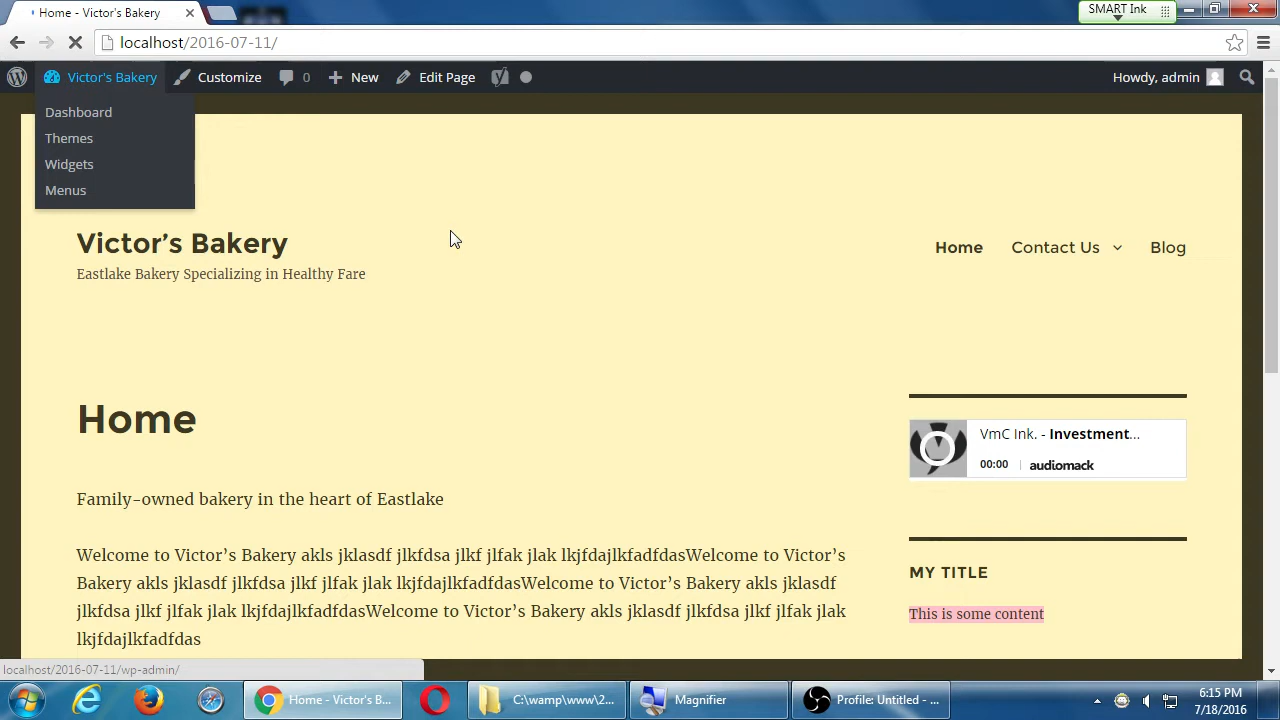 Home - Victor's Bakery
SMART Ink
localhost/2016-07-11/
Victor's Bakery
Customize
0
New
Edit Page
Howdy, admin
Dashboard
Themes
Widgets
Menus
Victor’s Bakery
Eastlake Bakery Specializing in Healthy Fare
Home
Contact Us
Blog
Home
VmC Ink. - Investment...
00:00
audiomack
Family-owned bakery in the heart of Eastlake
Welcome to Victor’s Bakery akls jklasdf jlkfdsa jlkf jlfak jlak lkjfdajlkfadfdasWelcome to Victor’s
Bakery akls jklasdf jlkfdsa jlkf jlfak jlak lkjfdajlkfadfdasWelcome to Victor’s Bakery akls jklasdf
jlkfdsa jlkf jlfak jlak lkjfdajlkfadfdasWelcome to Victor’s Bakery akls jklasdf jlkfdsa jlkf jlfak jlak
lkjfdajlkfadfdas
MY TITLE
This is some content
localhost/2016-07-11/wp-admin/
Home - Victor's B...
C:\wamp\www\2...
Magnifier
Profile: Untitled - ...
6:15 PM
7/18/2016